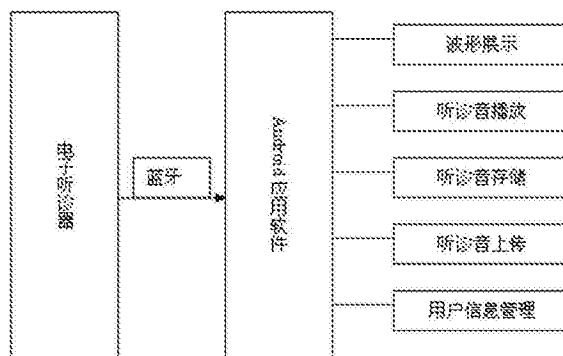 电子听诊器
蓝牙
Android 应用软件
波形展示
听诊音播放
听诊音存储
听诊音上传
用户信息管理